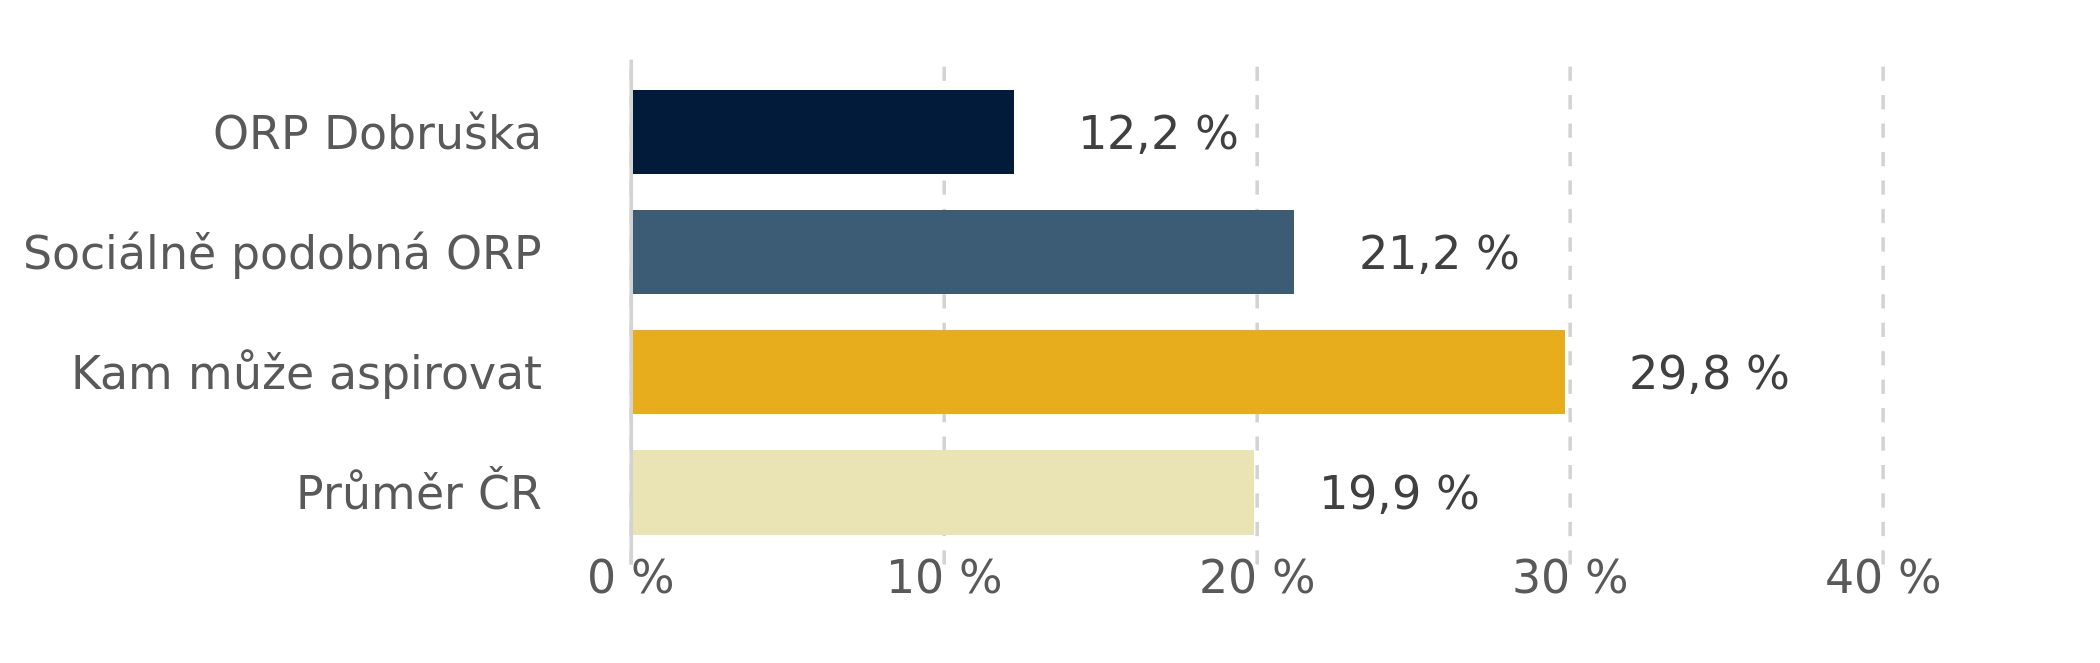 ORP Dobruška 12,2 %
Sociálně podobná ORP 21,2 %
Kam může aspirovat 29,8 %
Průměr ČR 19,9 %
0 % 10 % 20 % 30 % 40 %